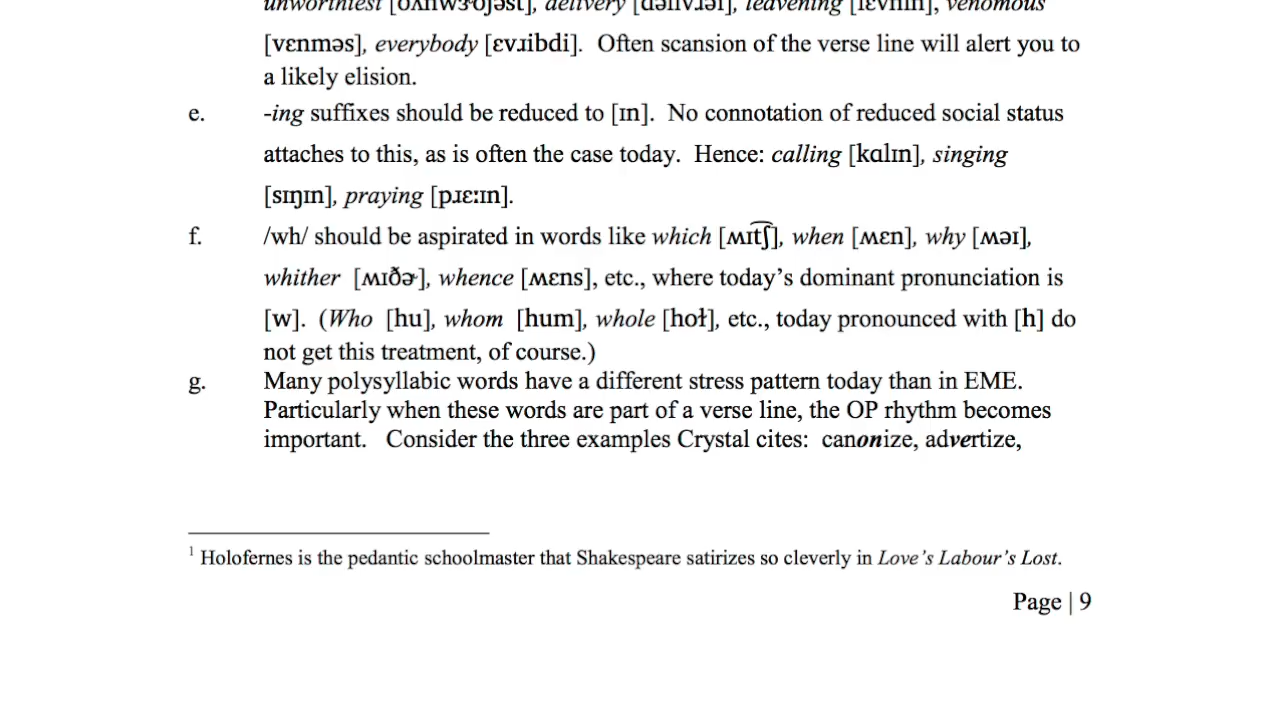 unworthiest [ɤʌnwɝðjəst], delivery [dəlɪvɹəɪ], leavening [lɛvnɪn], venomous
[vɛnməs], everybody [ɛvɹibdi]. Often scansion of the verse line will alert you to
a likely elision.
e. -ing suffixes should be reduced to [ɪn]. No connotation of reduced social status
attaches to this, as is often the case today. Hence: calling [kɑlɪn], singing
[sɪŋɪn], praying [pɹɛːɪn].
f. /wh/ should be aspirated in words like which [ʍɪt͡ʃ], when [ʍɛn], why [ʍəɪ],
whither [ʍɪðɚ], whence [ʍɛns], etc., where today’s dominant pronunciation is
[w]. (Who [hu], whom [hum], whole [hoɫ], etc., today pronounced with [h] do
not get this treatment, of course.)
g. Many polysyllabic words have a different stress pattern today than in EME.
Particularly when these words are part of a verse line, the OP rhythm becomes
important. Consider the three examples Crystal cites: canonize, advertize,
1 Holofernes is the pedantic schoolmaster that Shakespeare satirizes so cleverly in Love’s Labour’s Lost.
Page | 9